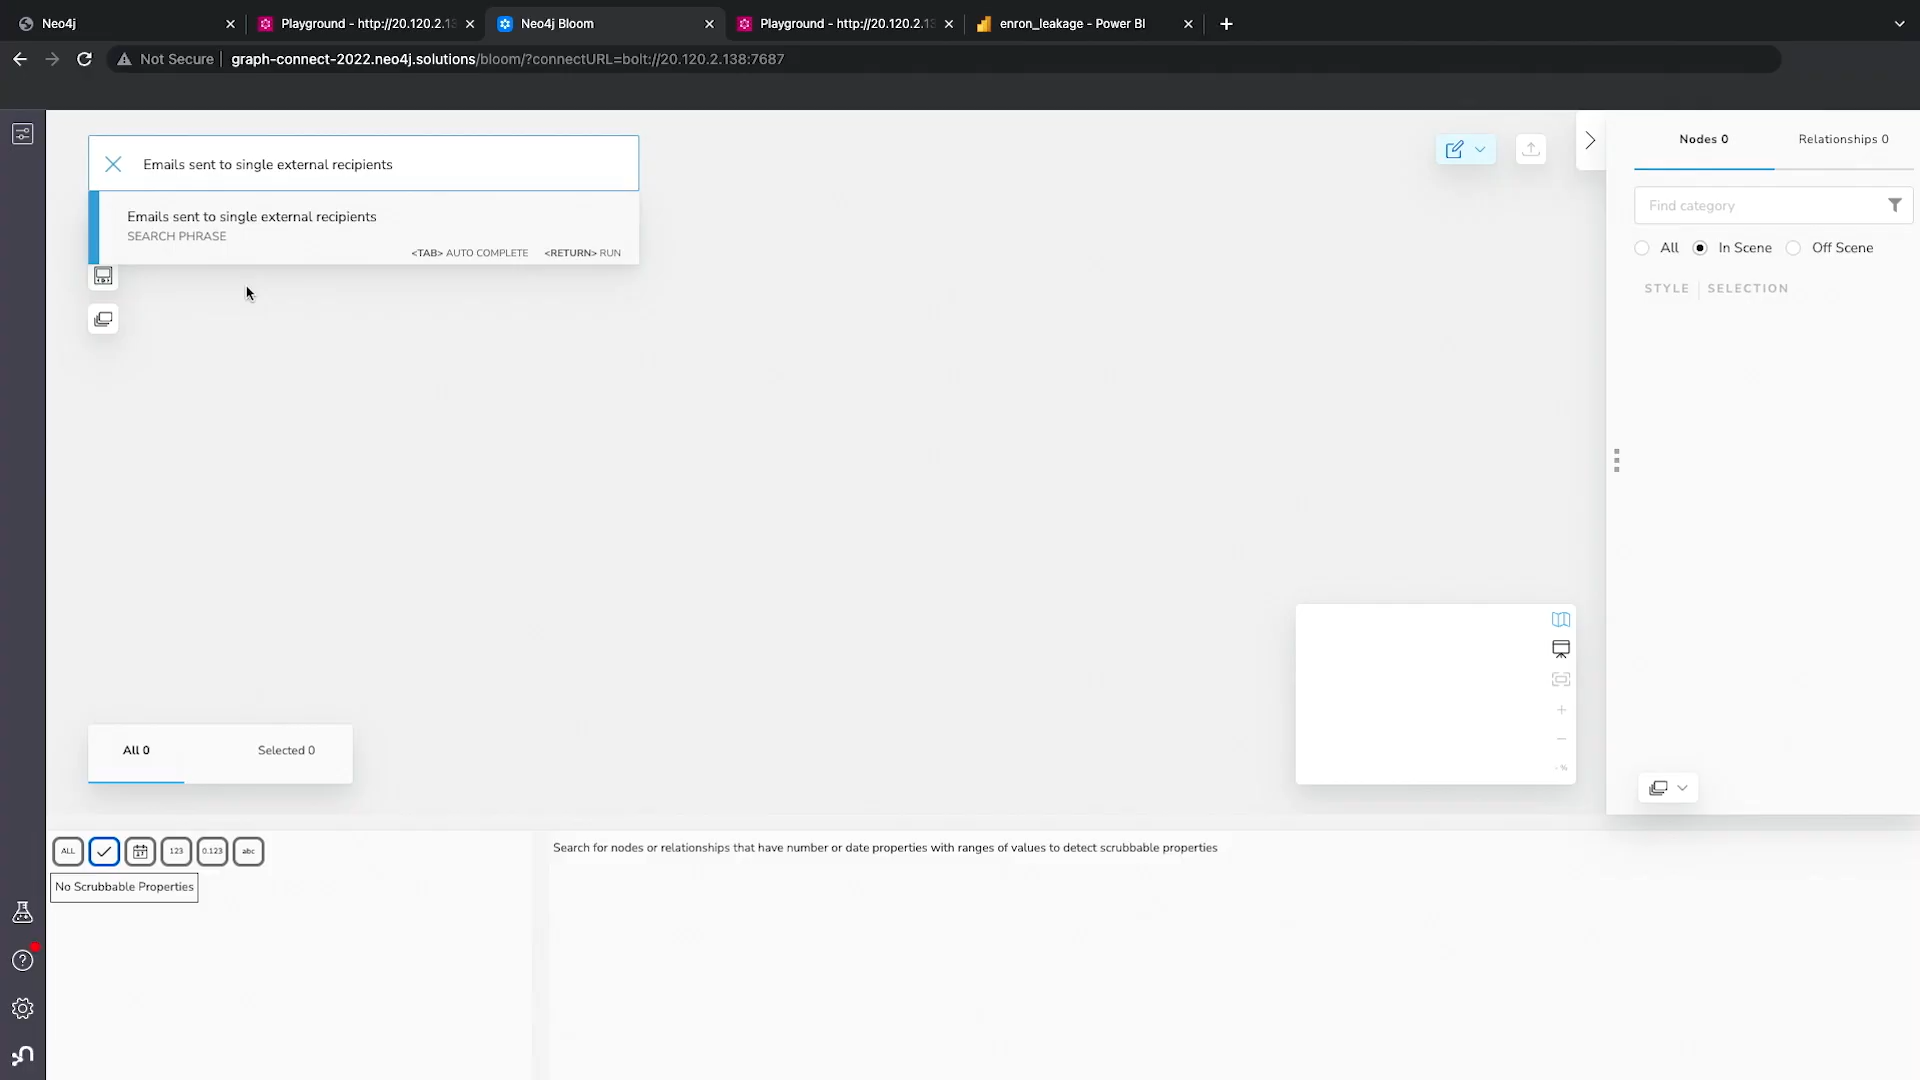 Neo4j
Playground - http://20.120.2.13
Neo4j Bloom
Playground - http://20.120.2.13
enron_leakage - Power BI
Not Secure
graph-connect-2022.neo4j.solutions/bloom/?connectURL=bolt://20.120.2.138:7687
Emails sent to single external recipients
Emails sent to single external recipients
SEARCH PHRASE
<TAB> AUTO COMPLETE <RETURN> RUN
Nodes 0
Relationships 0
Find category
All
In Scene
Off Scene
STYLE
SELECTION
All 0
Selected 0
- %
ALL
17
123
0.123
abc
No Scrubbable Properties
Search for nodes or relationships that have number or date properties with ranges of values to detect scrubbable properties